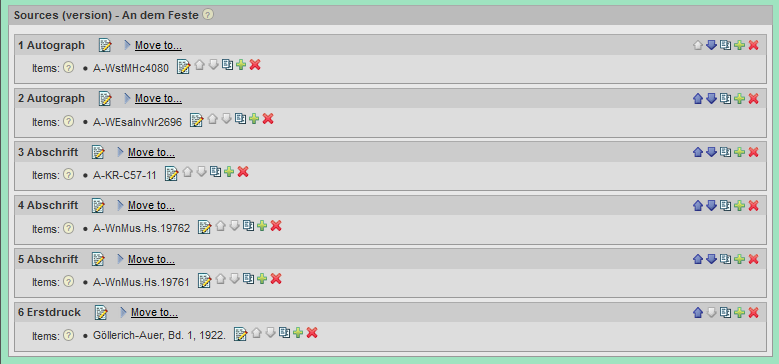 Sources (version) - An dem Feste ?
1 Autograph Move to...
Items: ? • A-WstMHc4080
2 Autograph Move to...
Items: ? • A-WEsaInvNr2696
3 Abschrift Move to...
Items: ? • A-KR-C57-11
4 Abschrift Move to...
Items: ? • A-WnMus.Hs.19762
5 Abschrift Move to...
Items: ? • A-WnMus.Hs.19761
6 Erstdruck Move to...
Items: ? • Göllerich-Auer, Bd. 1, 1922.